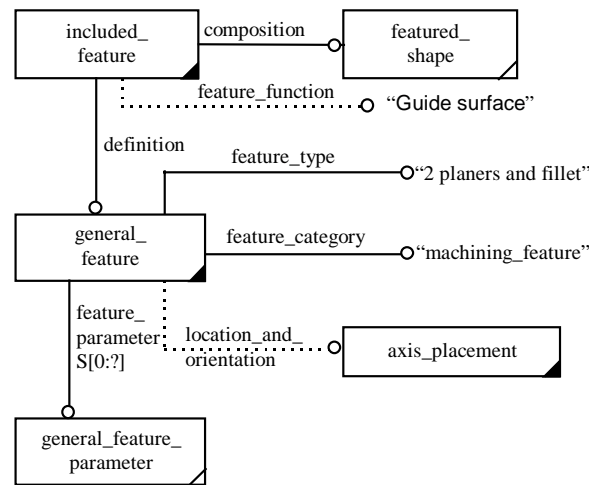 included_
feature
composition
featured_
shape
feature_function
“Guide surface”
definition
feature_type
“2 planers and fillet”
general_
feature
feature_category
“machining_feature”
feature_
parameter
S[0:?]
location_and_
orientation
axis_placement
general_feature_
parameter